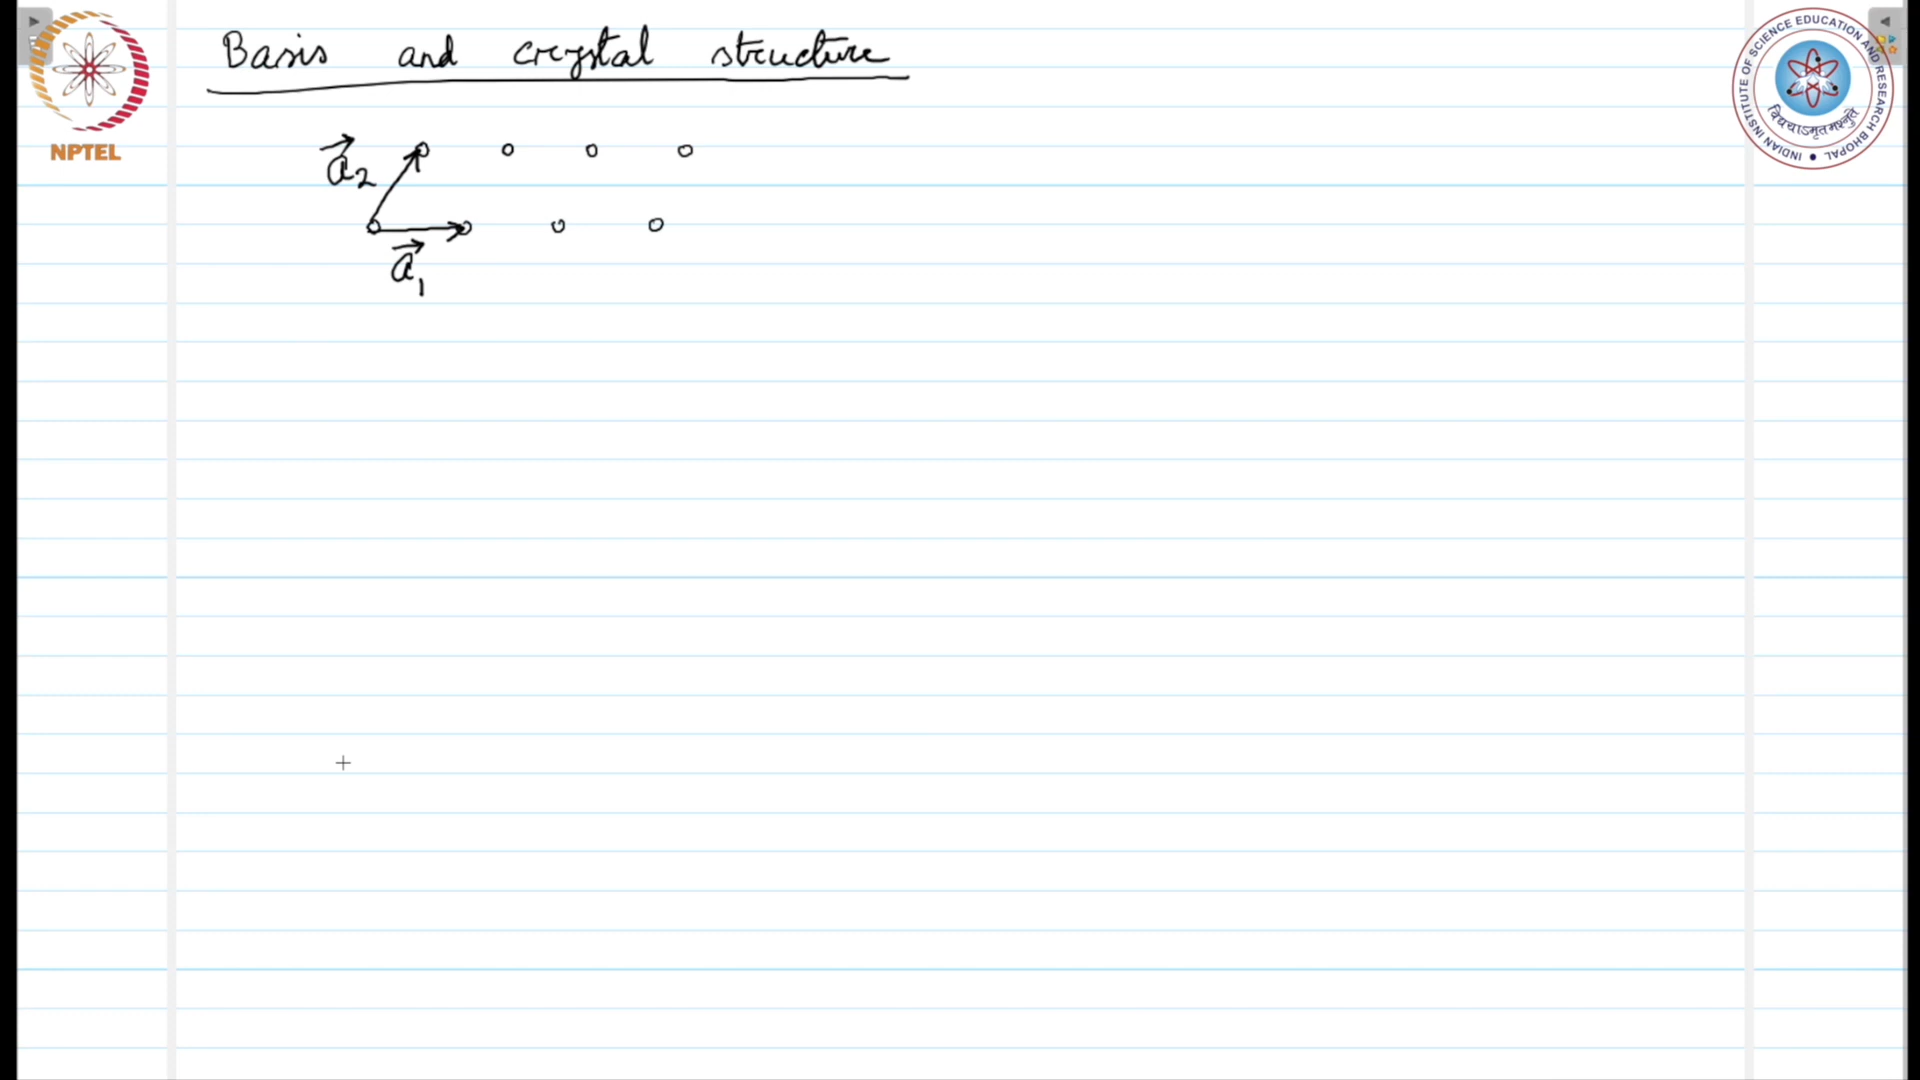 Basis and crystal structure
a⃗2
a⃗1
NPTEL
INDIAN INSTITUTE OF SCIENCE EDUCATION AND RESEARCH BHOPAL
विद्ययाऽमृतमश्नुते